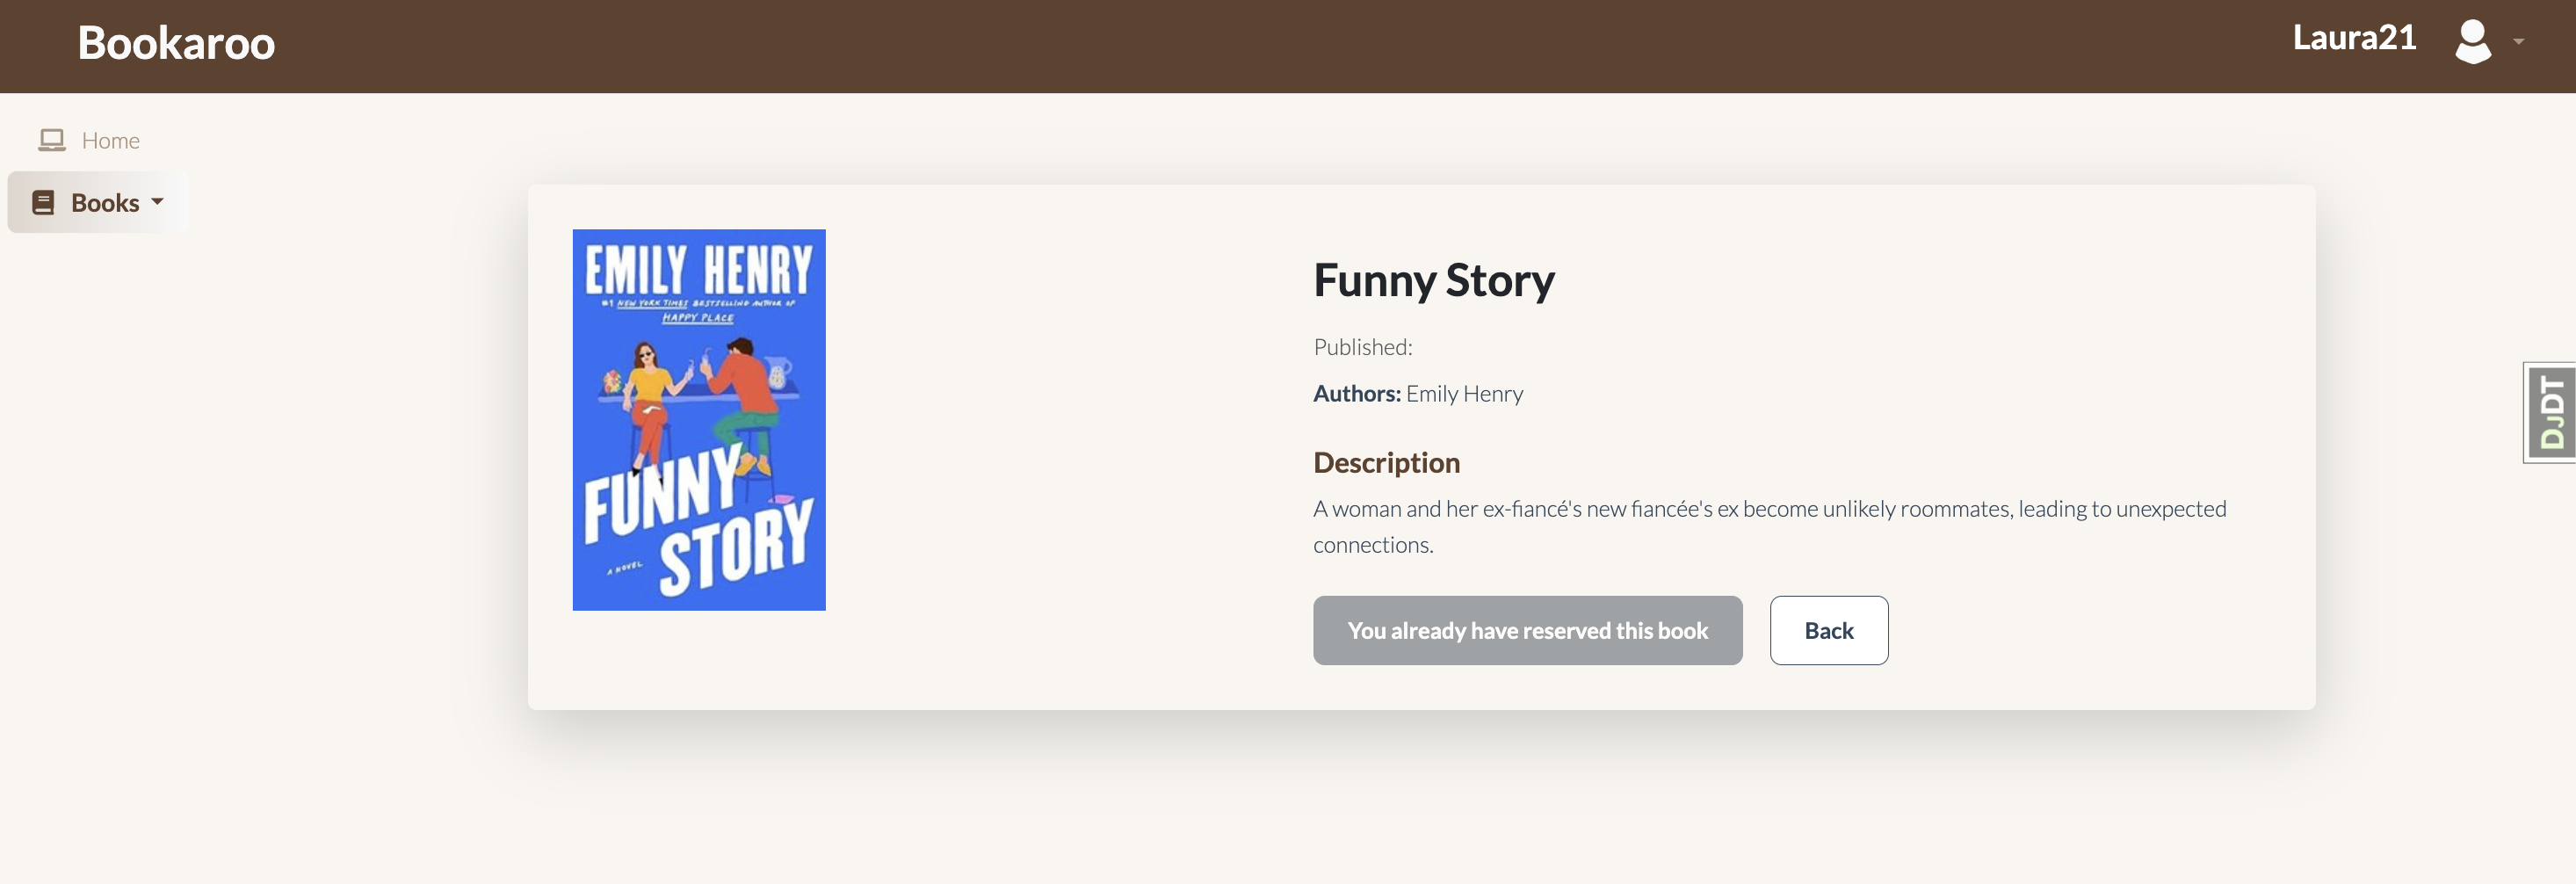 Bookaroo
Laura21
Home
Books
EMILY HENRY
#1 NEW YORK TIMES BESTSELLING AUTHOR OF
HAPPY PLACE
FUNNY
STORY
A NOVEL
Funny Story
Published:
Authors: Emily Henry
Description
A woman and her ex-fiancé's new fiancée's ex become unlikely roommates, leading to unexpected
connections.
You already have reserved this book
Back
DJDT